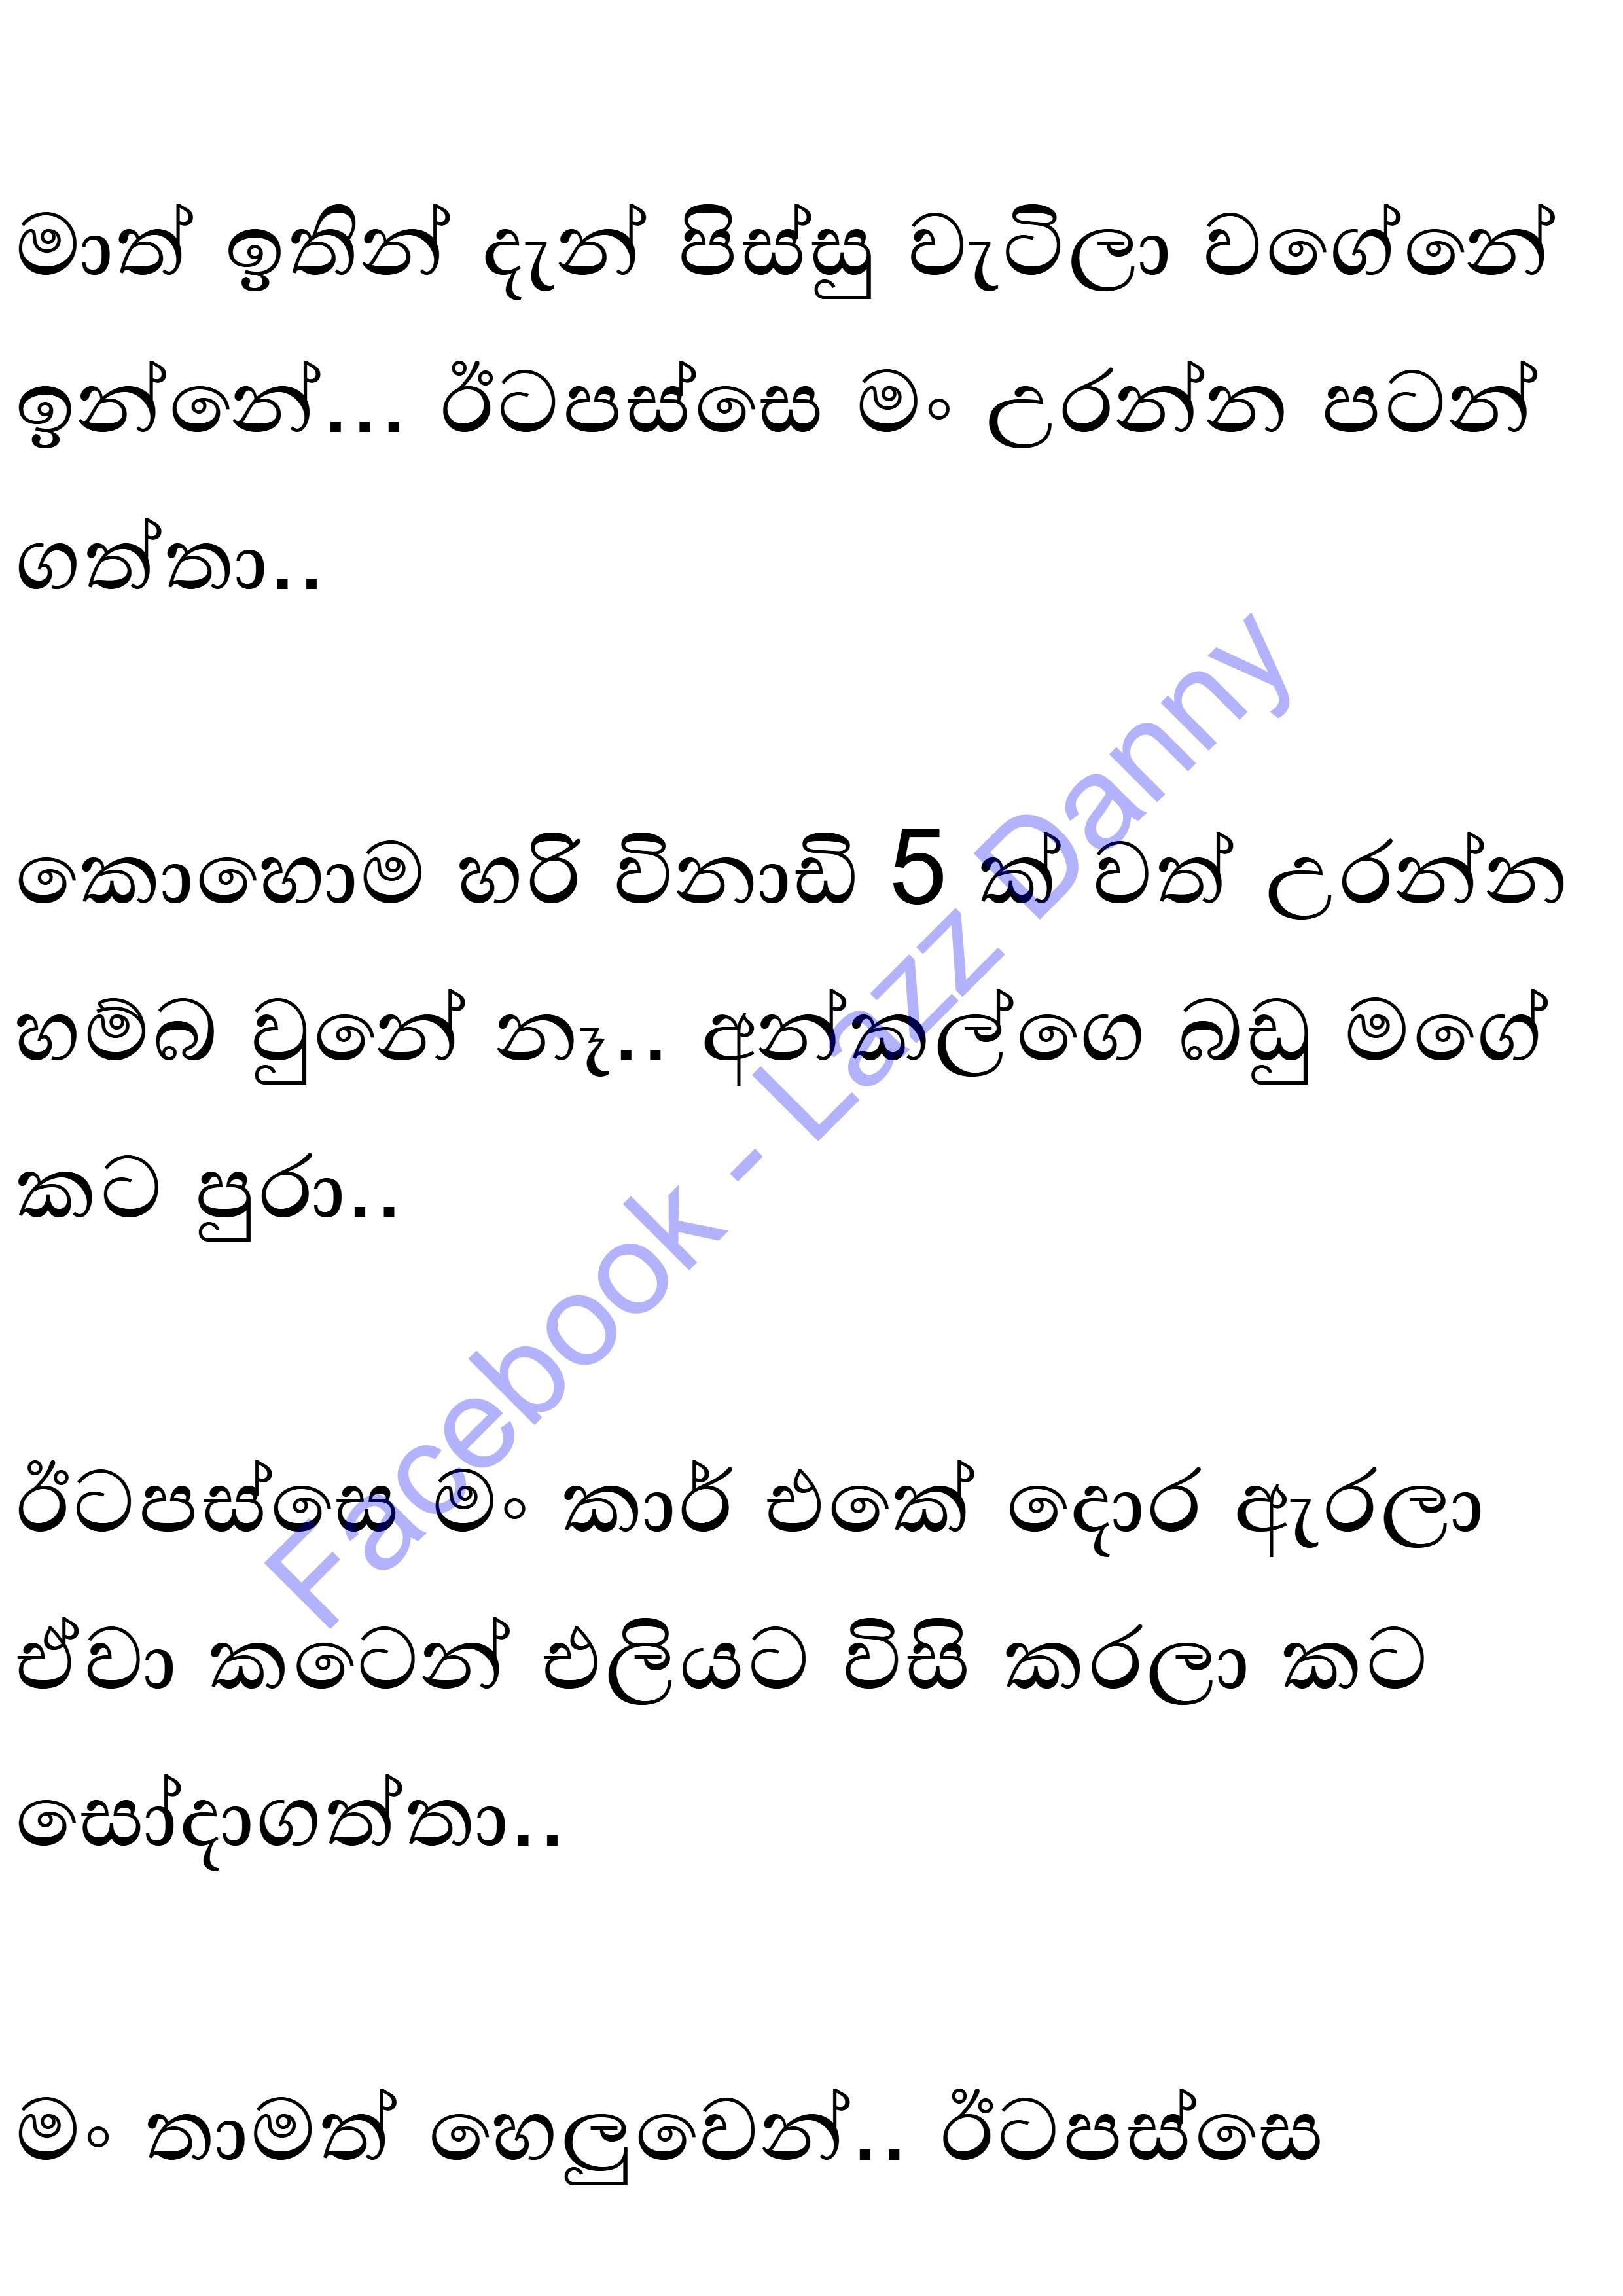 මාත් ඉතින් දැන් පිස්සු වැටිලා වගේනේ
ඉන්නේ... ඊටපස්සෙ මං උරන්න පටන්
ගත්තා..
කොහොම හරි විනාඩි 5 ක් වත් උරන්න
හම්බ වුනේ නෑ.. අන්කල්ගෙ බඩු මගේ
කට පුරා..
ඊටපස්සෙ මං කාර් එකේ දොර ඇරලා
ඒවා කටෙන් එලියට විසි කරලා කට
සෝදාගත්තා..
මං තාමත් හෙලුවෙන්.. ඊටපස්සෙ
Facebook - Lazz Danny